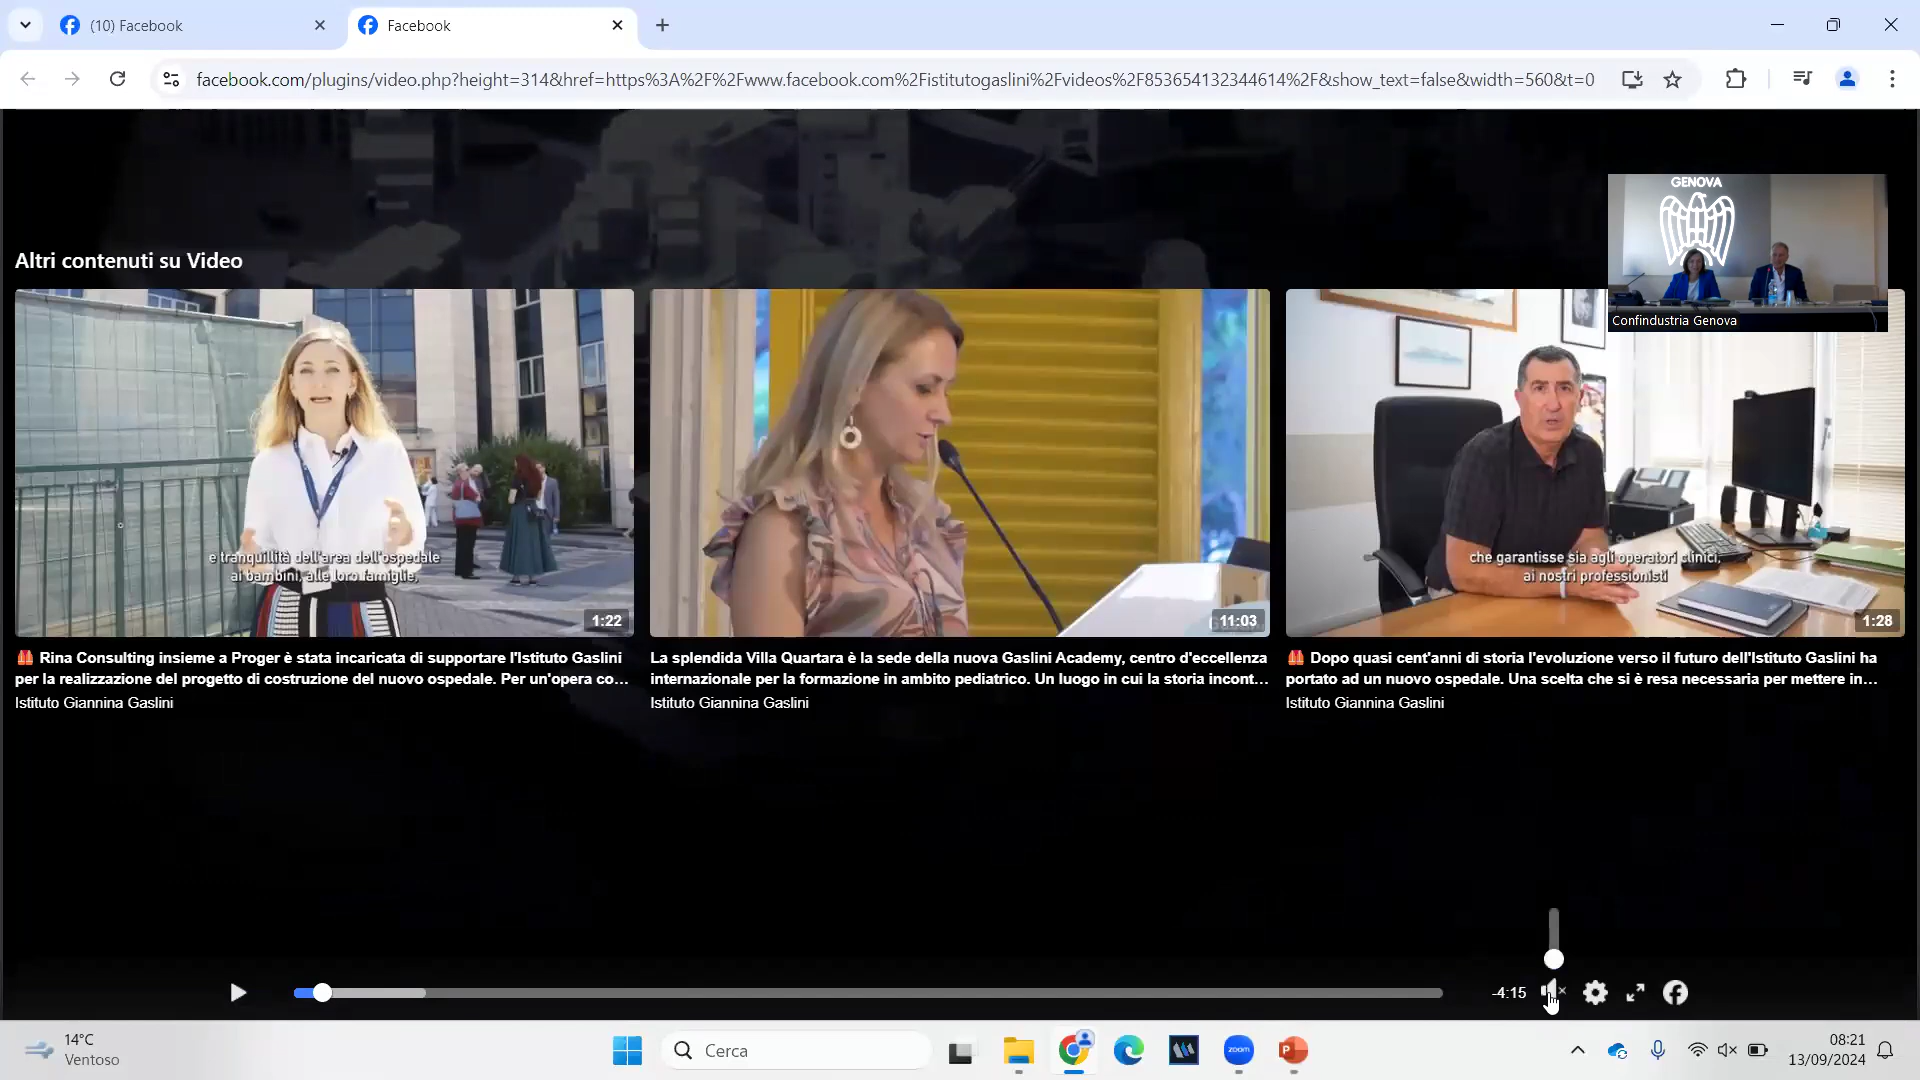 (10) Facebook
Facebook
facebook.com/plugins/video.php?height=314&href=https%3A%2F%2Fwww.facebook.com%2Fistitutogaslini%2Fvideos%2F853654132344614%2F&show_text=false&width=560&t=0
GENOVA
Confindustria Genova
Altri contenuti su Video
e tranquillità dell'area dell'ospedale
ai bambini, alle loro famiglie,
1:22
11:03
che garantisse sia agli operatori clinici,
ai nostri professionisti
1:28
Rina Consulting insieme a Proger è stata incaricata di supportare l'Istituto Gaslini
per la realizzazione del progetto di costruzione del nuovo ospedale. Per un'opera co...
Istituto Giannina Gaslini
La splendida Villa Quartara è la sede della nuova Gaslini Academy, centro d'eccellenza
internazionale per la formazione in ambito pediatrico. Un luogo in cui la storia incont...
Istituto Giannina Gaslini
Dopo quasi cent'anni di storia l'evoluzione verso il futuro dell'Istituto Gaslini ha
portato ad un nuovo ospedale. Una scelta che si è resa necessaria per mettere in...
Istituto Giannina Gaslini
-4:15
14°C
Ventoso
Cerca
zoom
P
08:21
13/09/2024